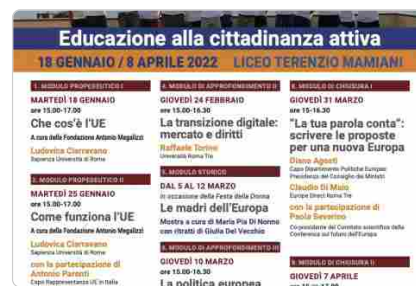 Educazione alla cittadinanza attiva
18 GENNAIO / 8 APRILE 2022 LICEO TERENZIO MAMIANI
1. MODULO PROPEDEUTICO I
MARTEDÌ 18 GENNAIO
ore 15.00-17.00
Che cos'è l'UE
A cura della Fondazione Antonio Megalizzi
Ludovica Ciarravano
Sapienza Università di Roma
2. MODULO PROPEDEUTICO II
MARTEDÌ 25 GENNAIO
ore 15.00-17.00
Come funziona l'UE
A cura della Fondazione Antonio Megalizzi
Ludovica Ciarravano
Sapienza Università di Roma
con la partecipazione di
Antonio Parenti
Capo Rappresentanza UE in Italia
4. MODULO DI APPROFONDIMENTO II
GIOVEDÌ 24 FEBBRAIO
ore 15.00-16.30
La transizione digitale:
mercato e diritti
Raffaele Torino
Università Roma Tre
5. MODULO STORICO
DAL 5 AL 12 MARZO
in occasione della Festa della Donna
Le madri dell'Europa
Mostra a cura di Maria Pia Di Nonno
con ritratti di Giulia Del Vecchio
6. MODULO DI APPROFONDIMENTO III
GIOVEDÌ 10 MARZO
ore 15.00-16.30
La politica europea
8. MODULO DI CHIUSURA I
GIOVEDÌ 31 MARZO
ore 15-16.30
"La tua parola conta":
scrivere le proposte
per una nuova Europa
Diana Agosti
Capo Dipartimento Politiche Europee
Presidenza del Consiglio dei Ministri
Claudio Di Maio
Europe Direct Roma Tre
con la partecipazione di
Paola Severino
Co-presidente del Comitato scientifico della
Conferenza sul futuro dell'Europa
9. MODULO DI CHIUSURA II
GIOVEDÌ 7 APRILE